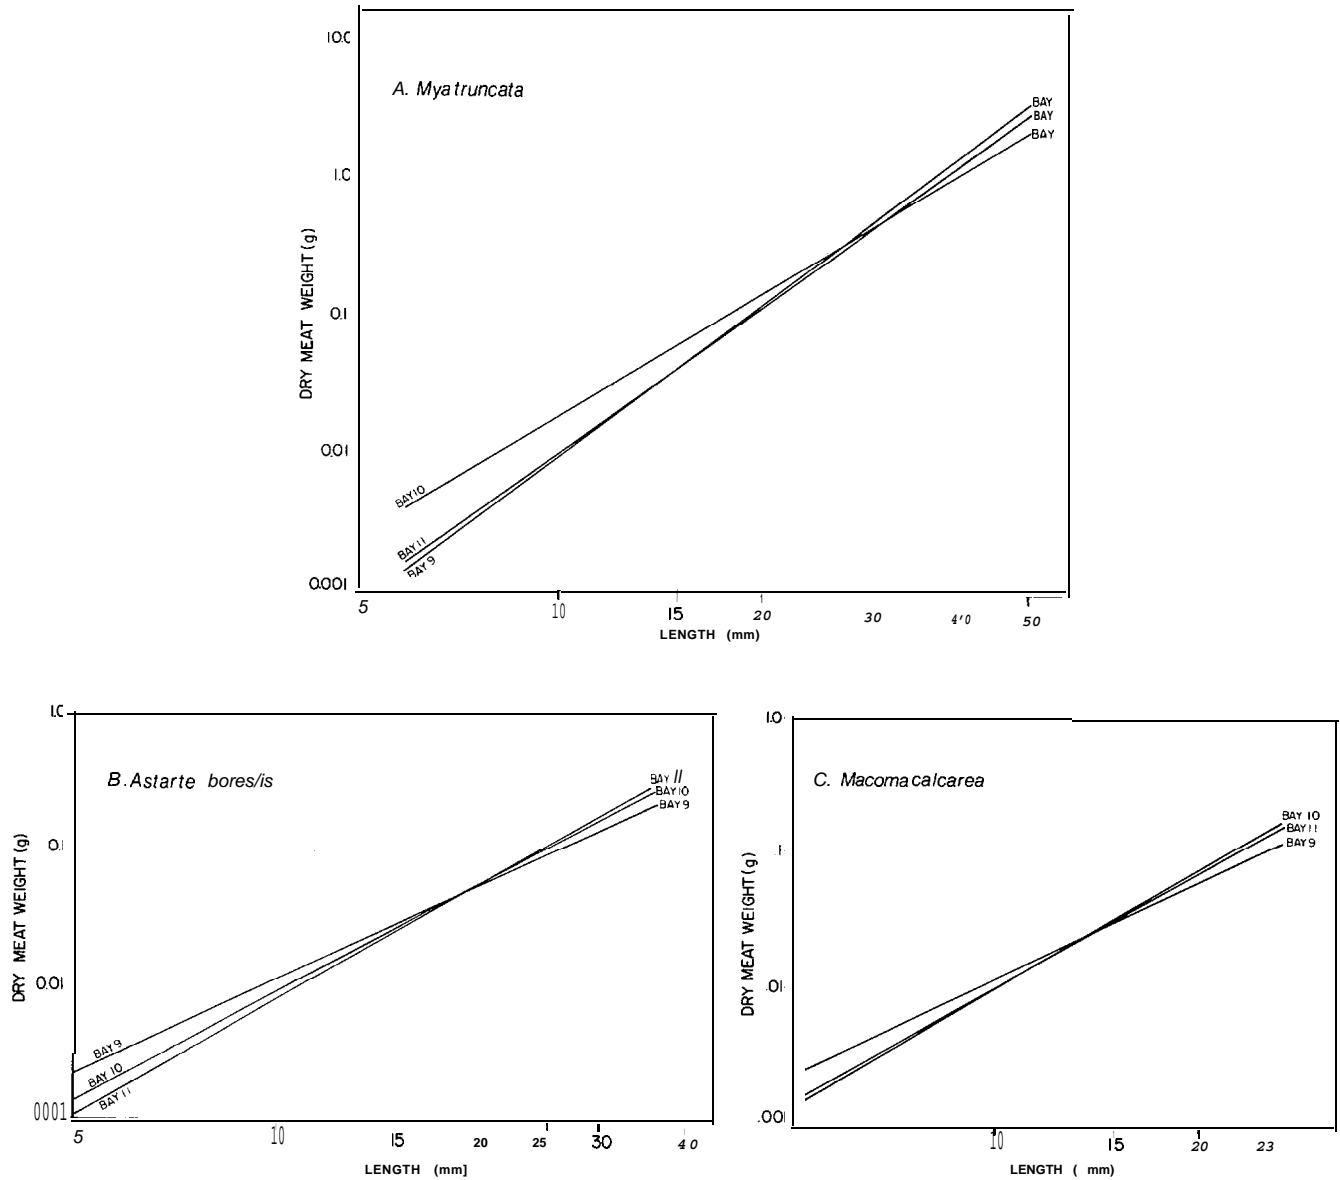 10.0
A. Mya truncata
BAY
BAY
BAY
1.0
DRY MEAT WEIGHT (g)
0.1
0.01
BAY 10
BAY 11
BAY 9
0.001
5 10 15 20 30 4'0 50
LENGTH (mm)
1.0
B. Astarte bores/is
BAY 11
BAY 10
BAY 9
DRY MEAT WEIGHT (g)
0.1
0.01
BAY 9
BAY 10
BAY 11
0001
5 10 15 20 25 30 40
LENGTH (mm]
1.0
C. Macoma calcarea
BAY 10
BAY 11
BAY 9
DRY MEAT WEIGHT (g)
.1
.01
.001
10 15 20 23
LENGTH ( mm)